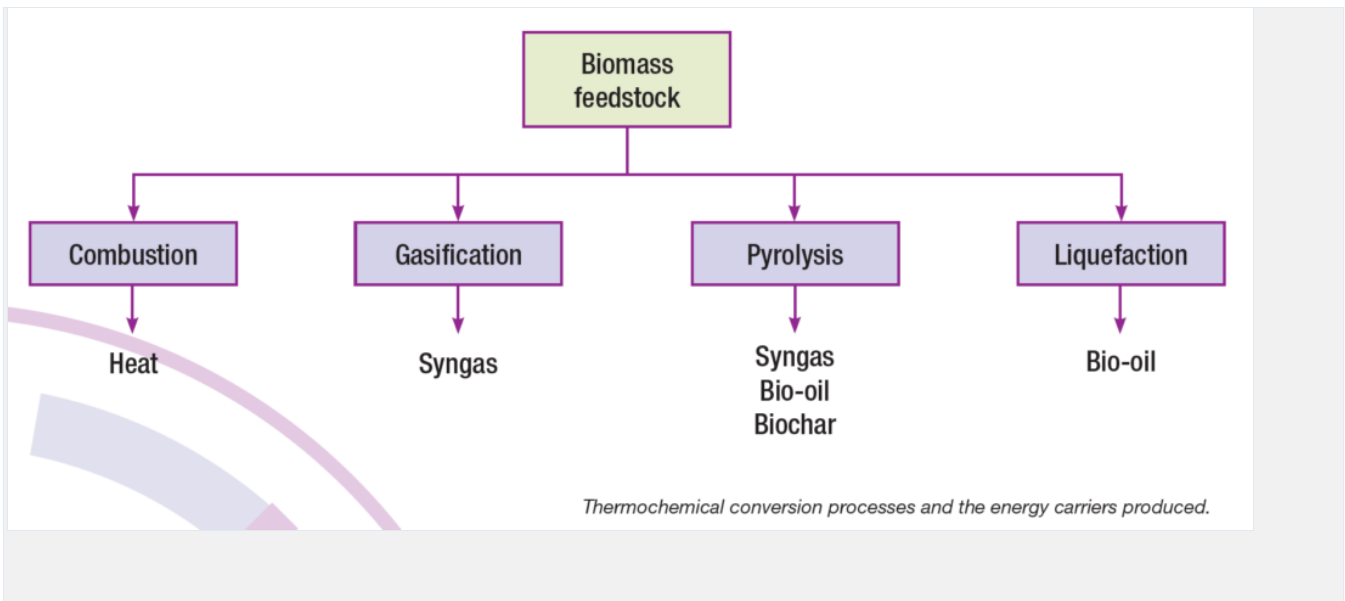 Biomass
feedstock
Combustion
Gasification
Pyrolysis
Liquefaction
Heat
Syngas
Syngas
Bio-oil
Biochar
Bio-oil
Thermochemical conversion processes and the energy carriers produced.